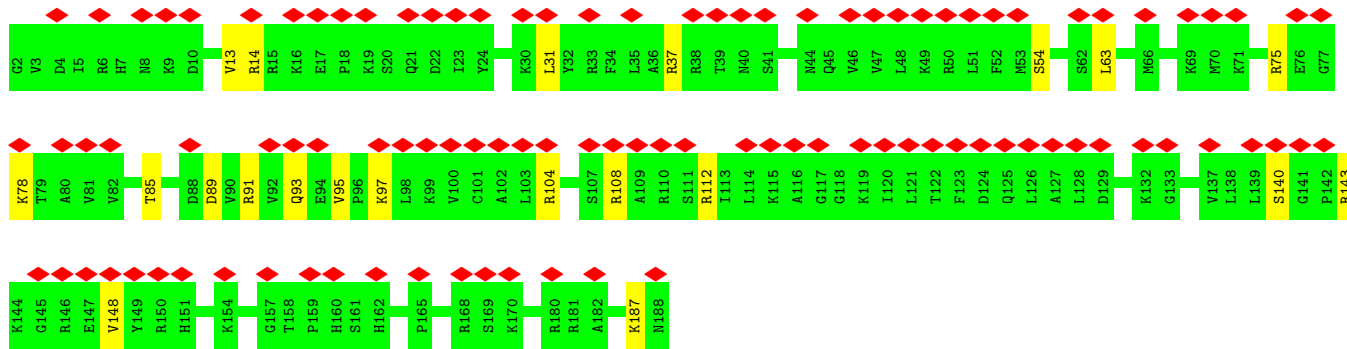 G2 V3 D4 I5 R6 H7 N8 K9 D10 V13 R14 R15 K16 E17 P18 K19 S20 Q21 D22 I23 Y24 K30 L31 Y32 R33 F34 L35 A36 R37 R38 T39 N40 S41 N44 Q45 V46 V47 L48 K49 R50 L51 F52 M53 S54 S62 L63 M66 K69 M70 K71 R75 E76 G77
K78 T79 A80 V81 V82 T85 D88 D89 V90 R91 V92 Q93 E94 V95 P96 K97 L98 K99 V100 C101 A102 L103 R104 S107 R108 A109 R110 S111 R112 I113 L114 K115 A116 G117 G118 K119 I120 L121 T122 F123 D124 Q125 L126 A127 L128 D129 K132 G133 V137 L138 L139 S140 G141 P142 R143
K144 G145 R146 E147 V148 Y149 R150 H151 K154 G157 T158 P159 H160 S161 H162 P165 R168 S169 K170 R180 R181 A182 K187 N188